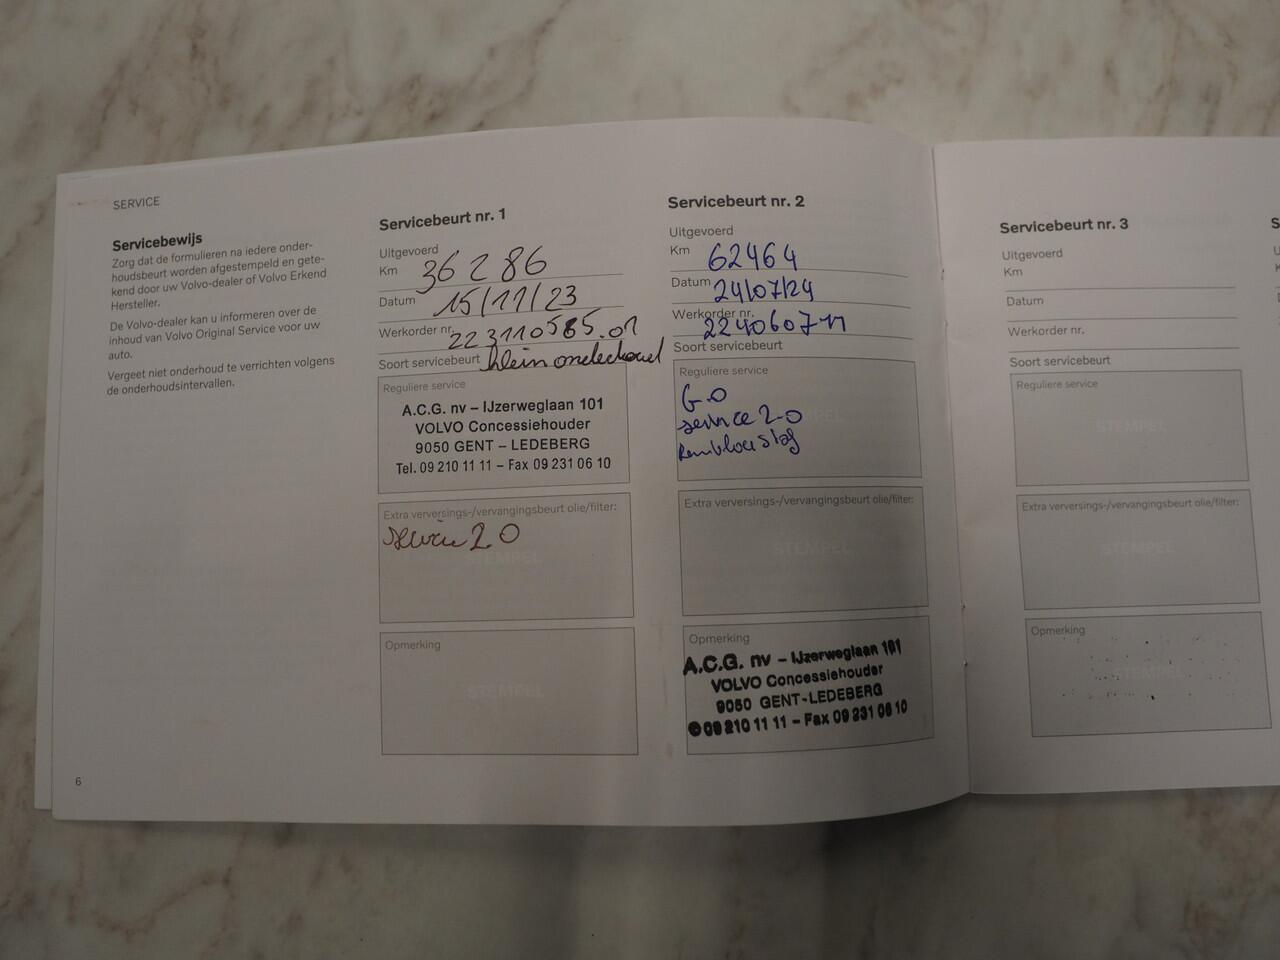 SERVICE
Servicebewijs
Zorg dat de formulieren na iedere onder-
houdsbeurt worden afgestempeld en gete-
kend door uw Volvo-dealer of Volvo Erkend
Hersteller.
De Volvo-dealer kan u informeren over de
inhoud van Volvo Original Service voor uw
auto.
Vergeet niet onderhoud te verrichten volgens
de onderhoudsintervallen.
6
Servicebeurt nr. 1
Uitgevoerd
Km 36286
Datum 15/11/23
Werkorder nr. 223110585.01
Soort servicebeurt klein onderhoud
Reguliere service
A.C.G. nv – IJzerweglaan 101
VOLVO Concessiehouder
9050 GENT – LEDEBERG
Tel. 09 210 11 11 – Fax 09 231 06 10
Extra verversings-/vervangingsbeurt olie/filter:
service 2.0
STEMPEL
Opmerking
STEMPEL
Servicebeurt nr. 2
Uitgevoerd
Km 62464
Datum 24/07/24
Werkorder nr. 224060711
Soort servicebeurt
Reguliere service
G.O
service 2.0
STEMPEL
Extra verversings-/vervangingsbeurt olie/filter:
STEMPEL
Opmerking
A.C.G. nv – IJzerweglaan 101
VOLVO Concessiehouder
9050 GENT-LEDEBERG
09 210 11 11 – Fax 09 231 06 10
Servicebeurt nr. 3
Uitgevoerd
Km
Datum
Werkorder nr.
Soort servicebeurt
Reguliere service
STEMPEL
Extra verversings-/vervangingsbeurt olie/filter:
STEMPEL
Opmerking
STEMPEL